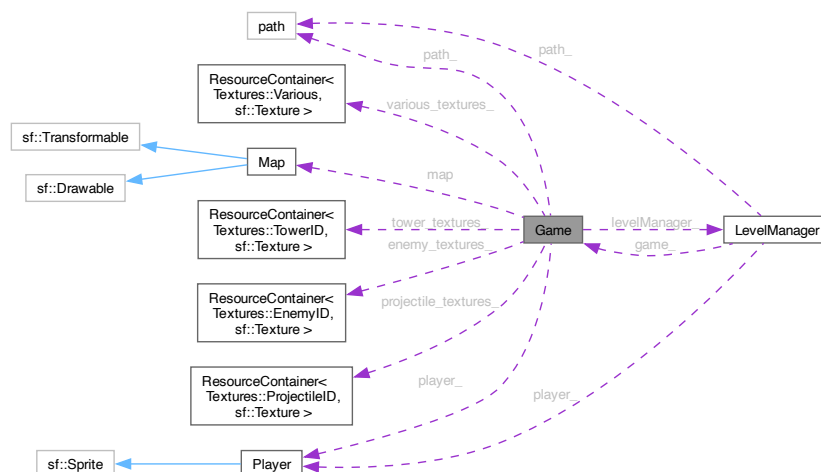 path
path_
path_
ResourceContainer<
Textures::Various,
sf::Texture >
various_textures_
sf::Transformable
Map
map
sf::Drawable
ResourceContainer<
Textures::TowerID,
sf::Texture >
tower_textures_
enemy_textures_
Game
levelManager_
game_
LevelManager
ResourceContainer<
Textures::EnemyID,
sf::Texture >
projectile_textures_
ResourceContainer<
Textures::ProjectileID,
sf::Texture >
player_
player_
sf::Sprite
Player